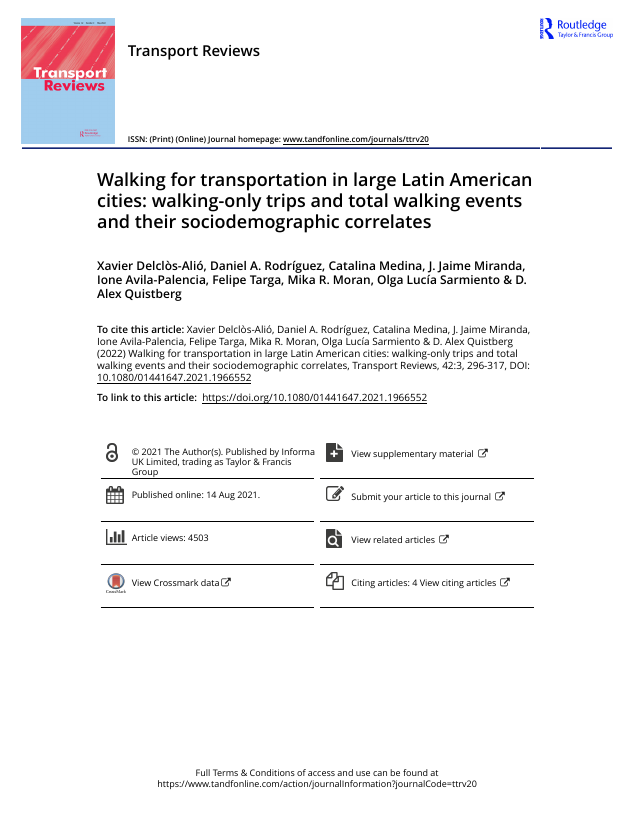 Transport
Reviews
Routledge
Taylor & Francis Group
Transport Reviews
ISSN: (Print) (Online) Journal homepage: www.tandfonline.com/journals/ttrv20
Walking for transportation in large Latin American
cities: walking-only trips and total walking events
and their sociodemographic correlates
Xavier Delclòs-Alió, Daniel A. Rodríguez, Catalina Medina, J. Jaime Miranda,
Ione Avila-Palencia, Felipe Targa, Mika R. Moran, Olga Lucía Sarmiento & D.
Alex Quistberg
To cite this article: Xavier Delclòs-Alió, Daniel A. Rodríguez, Catalina Medina, J. Jaime Miranda,
Ione Avila-Palencia, Felipe Targa, Mika R. Moran, Olga Lucía Sarmiento & D. Alex Quistberg
(2022) Walking for transportation in large Latin American cities: walking-only trips and total
walking events and their sociodemographic correlates, Transport Reviews, 42:3, 296-317, DOI:
10.1080/01441647.2021.1966552
To link to this article: https://doi.org/10.1080/01441647.2021.1966552
© 2021 The Author(s). Published by Informa
UK Limited, trading as Taylor & Francis
Group
View supplementary material
Published online: 14 Aug 2021.
Submit your article to this journal
Article views: 4503
View related articles
CrossMark
View Crossmark data
Citing articles: 4 View citing articles
Full Terms & Conditions of access and use can be found at
https://www.tandfonline.com/action/journalInformation?journalCode=ttrv20